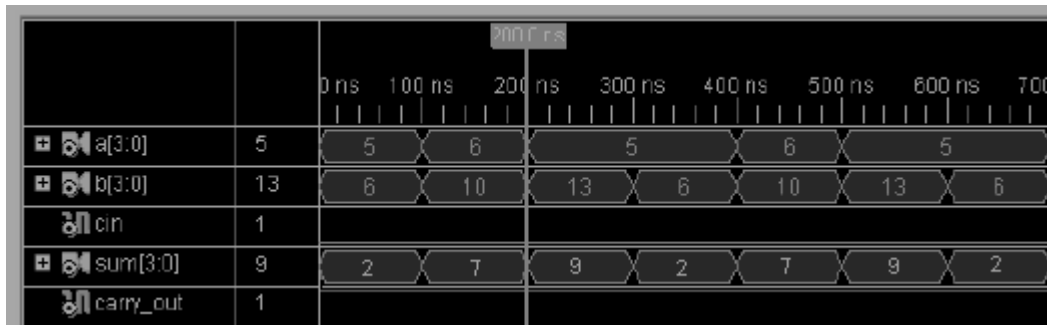 200.0 ns
0 ns 100 ns 200 ns 300 ns 400 ns 500 ns 600 ns 700
a[3:0] 5 5 6 5 6 5
b[3:0] 13 6 10 13 6 10 13 6
cin 1
sum[3:0] 9 2 7 9 2 7 9 2
carry_out 1